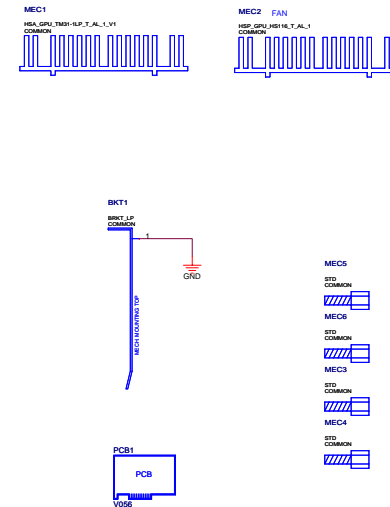 MEC1
HSA_GPU_TM31-1LP_T_AL_1_V1
COMMON
MEC2 FAN
HSP_GPU_HS116_T_AL_1
COMMON
BKT1
BRKT_LP
COMMON
1
GND
MECH MOUNTING TOP
MEC5
STD
COMMON
MEC6
STD
COMMON
MEC3
STD
COMMON
MEC4
STD
COMMON
PCB1
PCB
V056